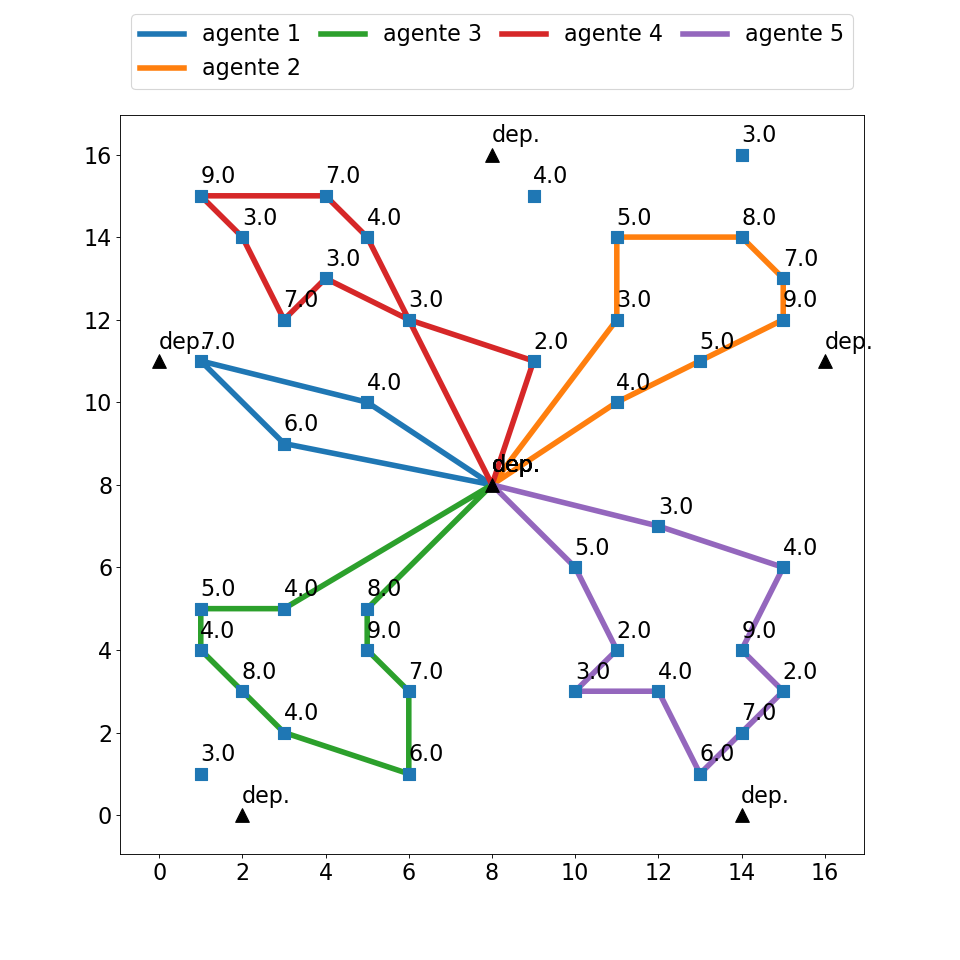 agente 1 agente 3 agente 4 agente 5
agente 2
dep. 3.0
16
9.0 7.0 4.0
3.0 4.0 5.0 8.0
14
3.0 7.0
7.0 3.0 3.0 9.0
12
dep. 7.0 2.0 5.0 dep.
4.0 4.0
10
6.0
dep.
8
3.0
5.0 4.0
6
5.0 4.0 8.0
4.0 9.0 2.0 9.0
4
8.0 7.0 3.0 4.0 2.0
4.0 7.0
2
3.0 6.0 6.0
dep. dep.
0
0 2 4 6 8 10 12 14 16